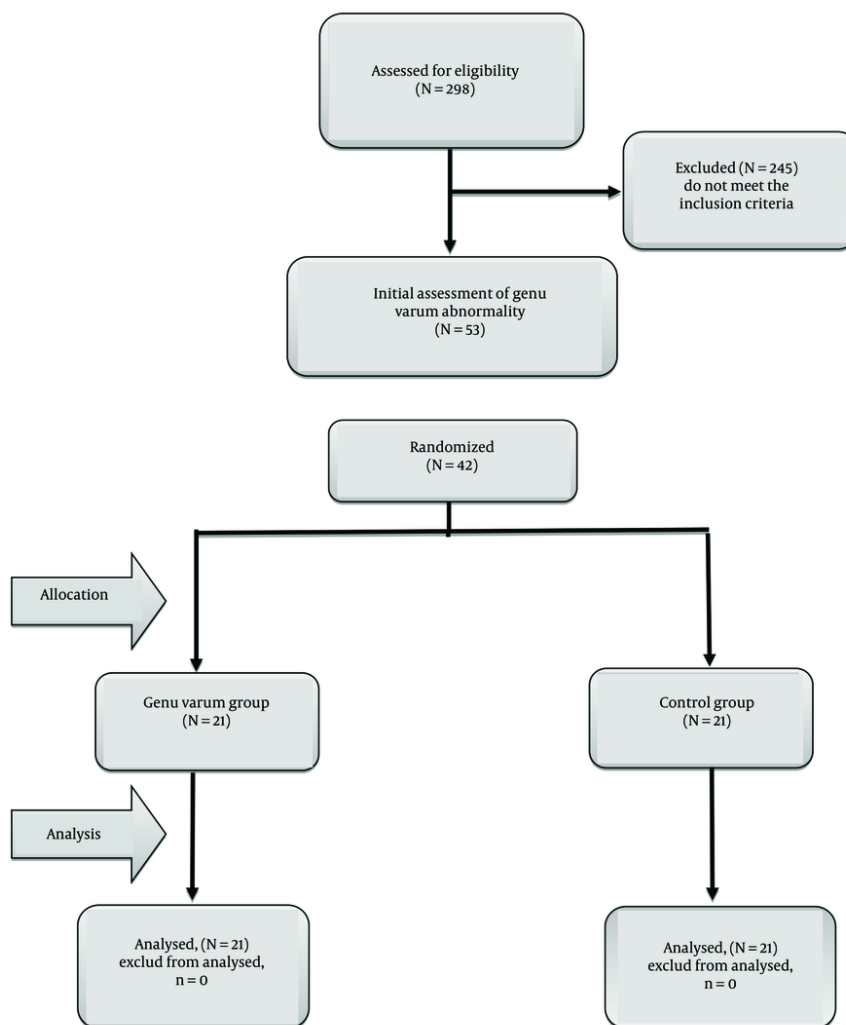 Assessed for eligibility
(N = 298)
Excluded (N = 245)
do not meet the
inclusion criteria
Initial assessment of genu
varum abnormality
(N = 53)
Randomized
(N = 42)
Allocation
Genu varum group
(N = 21)
Control group
(N = 21)
Analysis
Analysed, (N = 21)
exclud from analysed,
n = 0
Analysed, (N = 21)
exclud from analysed,
n = 0